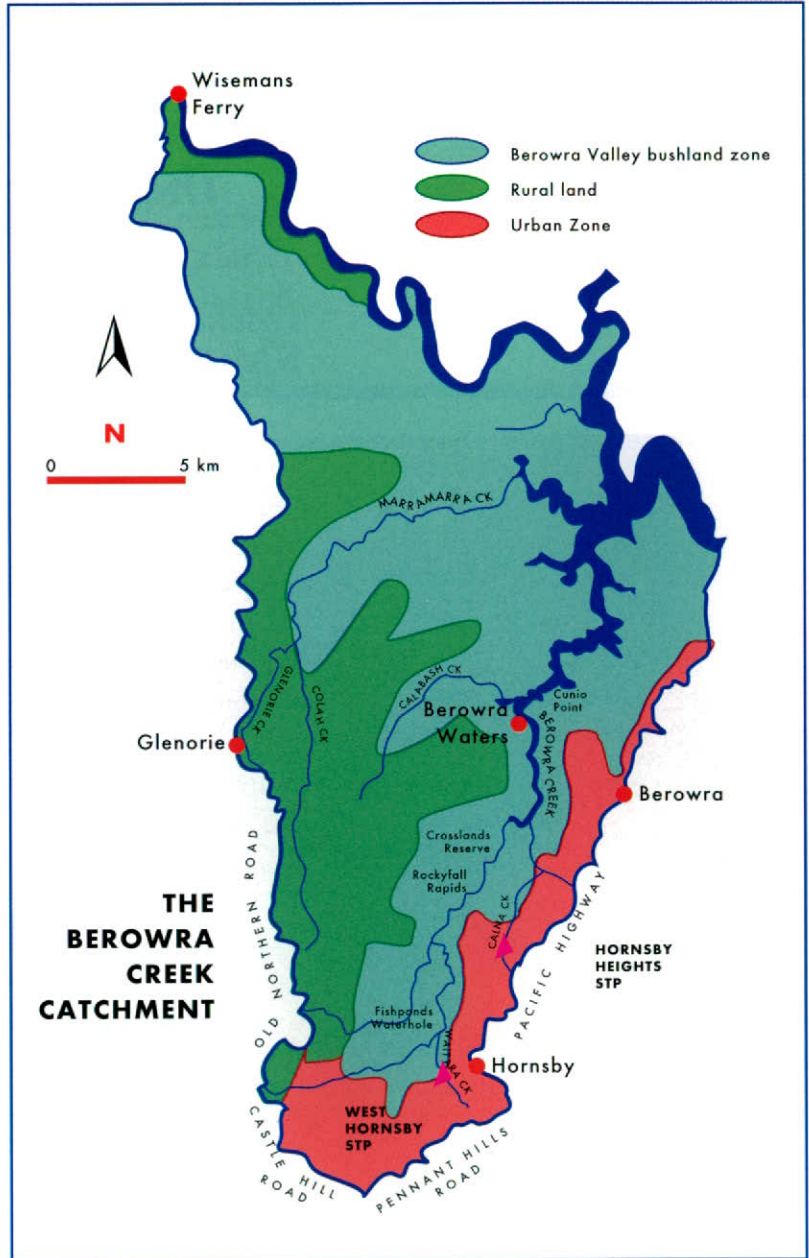 Wisemans
Ferry
Berowra Valley bushland zone
Rural land
Urban Zone
N
0 5 km
MARRAMARRA CK
GLENORIE CK
COLAH CK
CALABASH CK
Cunio
Point
Berowra
Waters
BEROWRA CREEK
Glenorie
Berowra
Crosslands
Reserve
Rockyfall
Rapids
OLD NORTHERN ROAD
THE
BEROWRA
CREEK
CATCHMENT
CALNA CK
PACIFIC HIGHWAY
HORNSBY
HEIGHTS
STP
Fishponds
Waterhole
WAITARA CK
Hornsby
WEST
HORNSBY
STP
CASTLE HILL
ROAD
PENNANT HILLS
ROAD